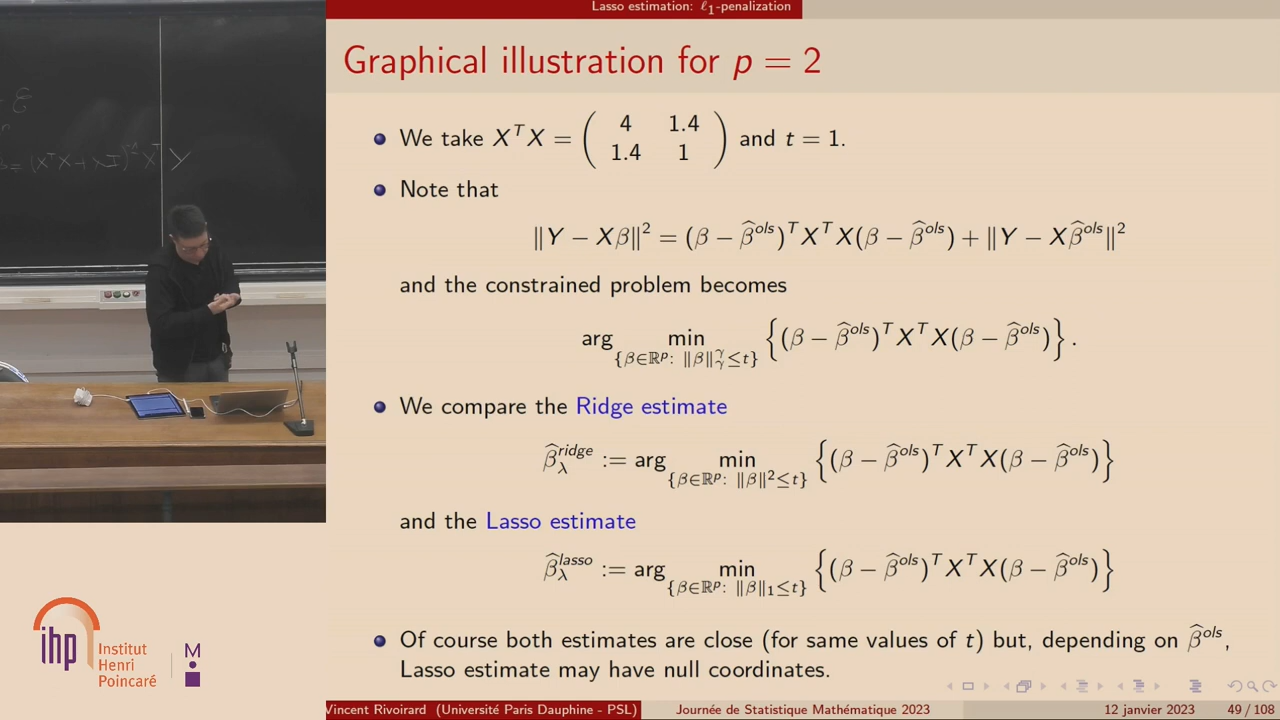 Lasso estimation: ℓ₁-penalization
Graphical illustration for p = 2
We take XᵀX = ( 4 1.4 ; 1.4 1 ) and t = 1.
Note that
‖Y − Xβ‖² = (β − β̂ᵒˡˢ)ᵀXᵀX(β − β̂ᵒˡˢ) + ‖Y − Xβ̂ᵒˡˢ‖²
and the constrained problem becomes
arg min_{β∈ℝᵖ: ‖β‖_γ^γ≤t} {(β − β̂ᵒˡˢ)ᵀXᵀX(β − β̂ᵒˡˢ)}.
We compare the Ridge estimate
β̂_λ^ridge := arg min_{β∈ℝᵖ: ‖β‖²≤t} {(β − β̂ᵒˡˢ)ᵀXᵀX(β − β̂ᵒˡˢ)}
and the Lasso estimate
β̂_λ^lasso := arg min_{β∈ℝᵖ: ‖β‖₁≤t} {(β − β̂ᵒˡˢ)ᵀXᵀX(β − β̂ᵒˡˢ)}
Of course both estimates are close (for same values of t) but, depending on β̂ᵒˡˢ,
Lasso estimate may have null coordinates.
Vincent Rivoirard (Université Paris Dauphine - PSL)
Journée de Statistique Mathématique 2023
12 janvier 2023
49 / 108
ihp
Institut
Henri
Poincaré
M